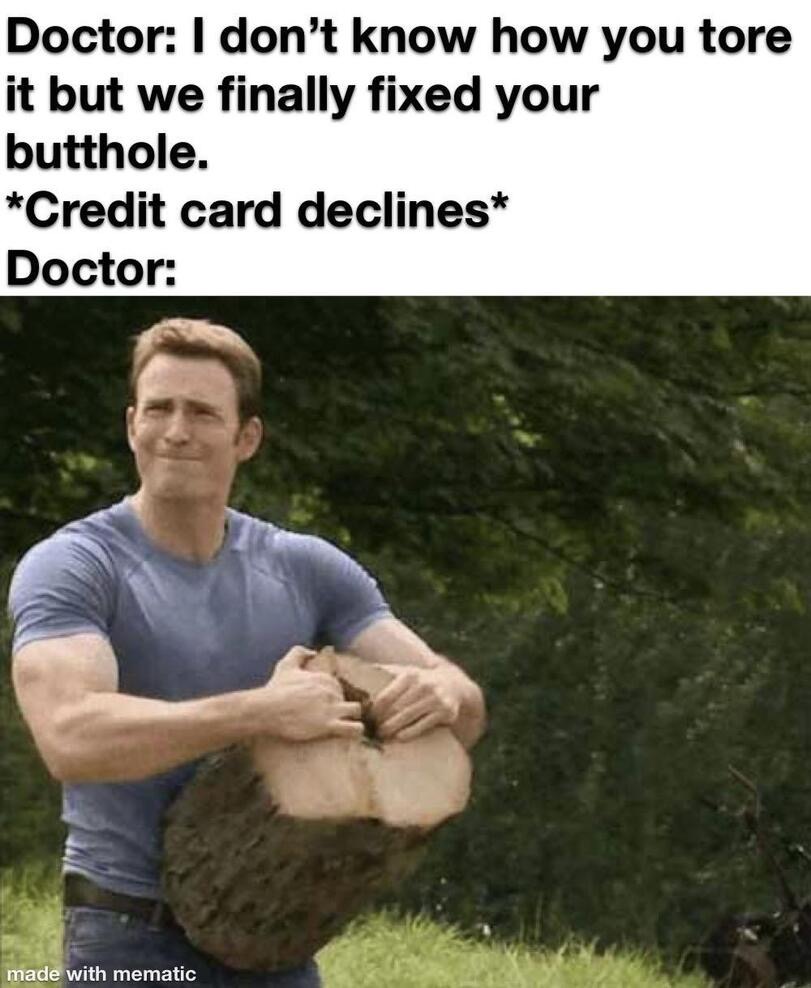 Doctor: I don’t know how you tore
it but we finally fixed your
butthole.
*Credit card declines*
Doctor:
made with mematic